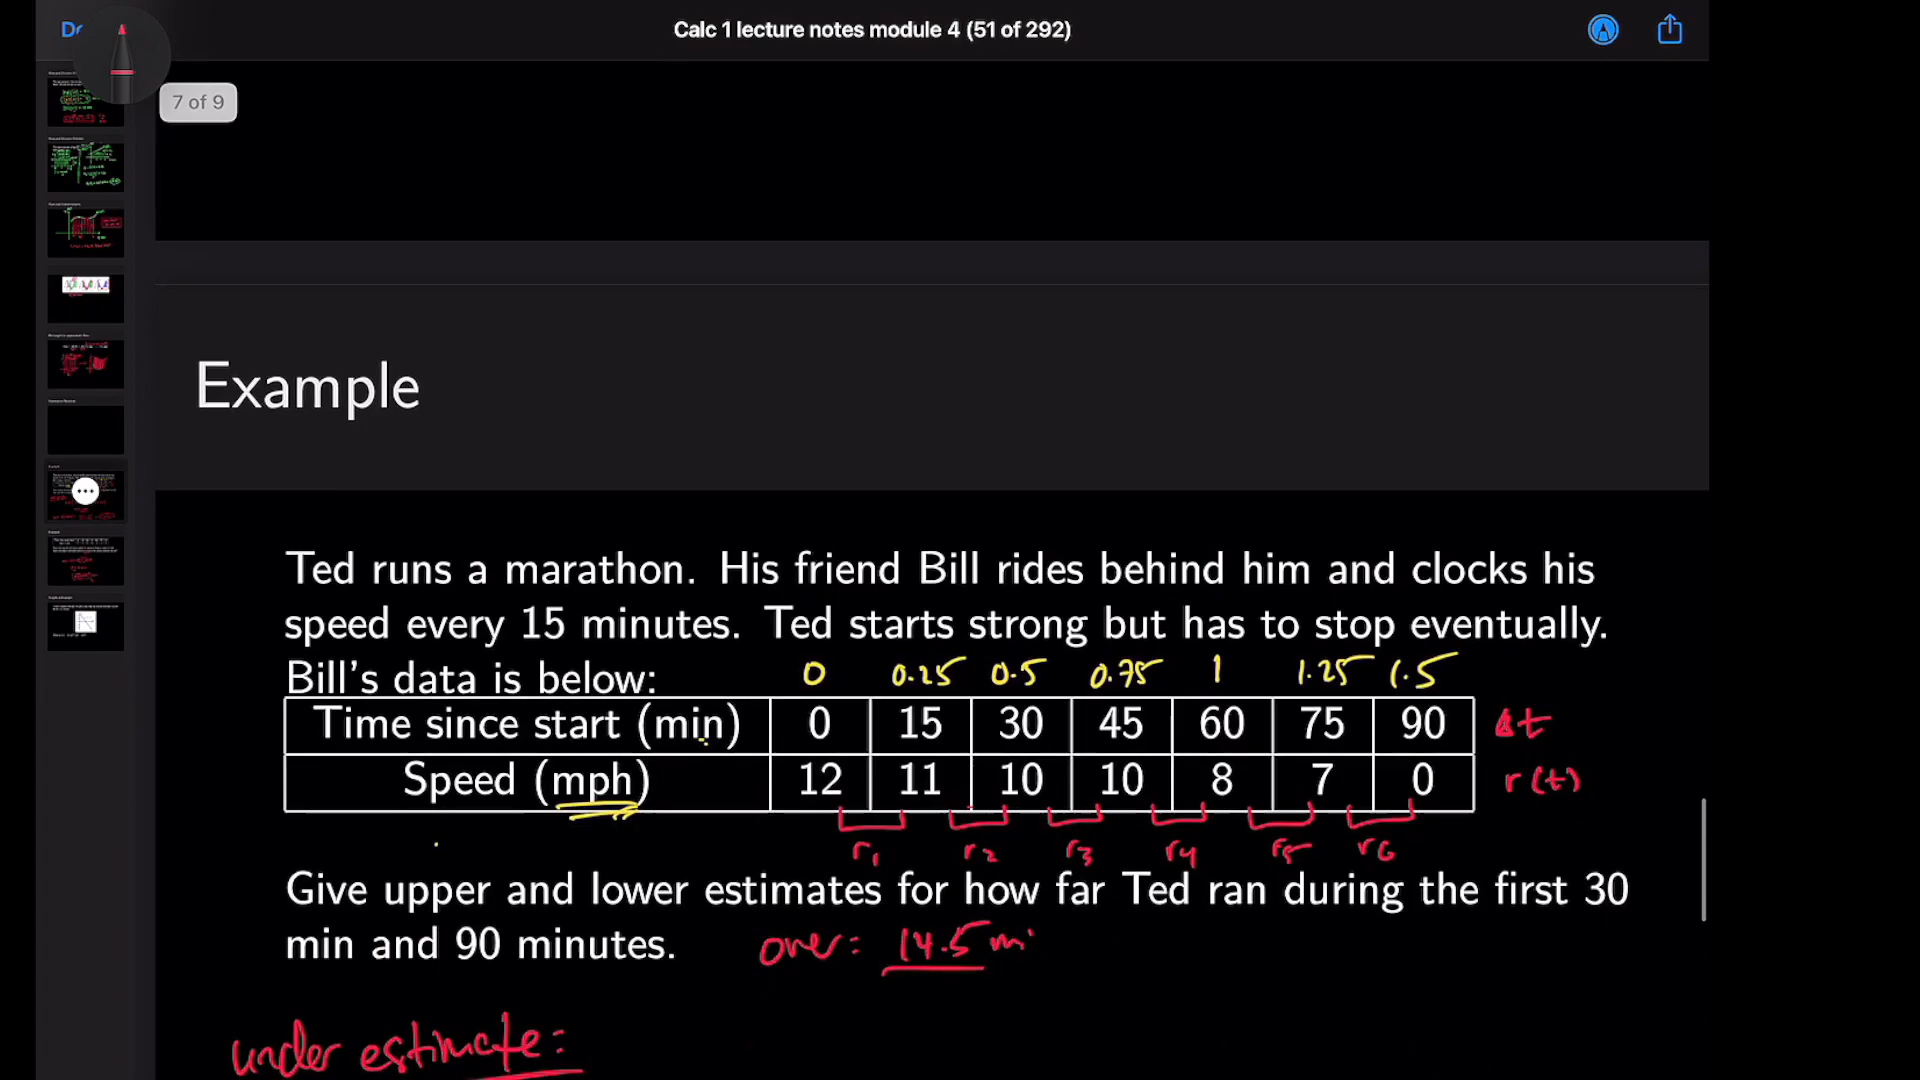 Calc 1 lecture notes module 4 (51 of 292)
7 of 9
Example
Ted runs a marathon. His friend Bill rides behind him and clocks his
speed every 15 minutes. Ted starts strong but has to stop eventually.
Bill's data is below: 0 0.25 0.5 0.75 1 1.25 1.5
Time since start (min) 0 15 30 45 60 75 90 Δt
Speed (mph) 12 11 10 10 8 7 0 r(t)
r1 r2 r3 r4 r5 r6
Give upper and lower estimates for how far Ted ran during the first 30
min and 90 minutes. over: 14.5 mi
under estimate: